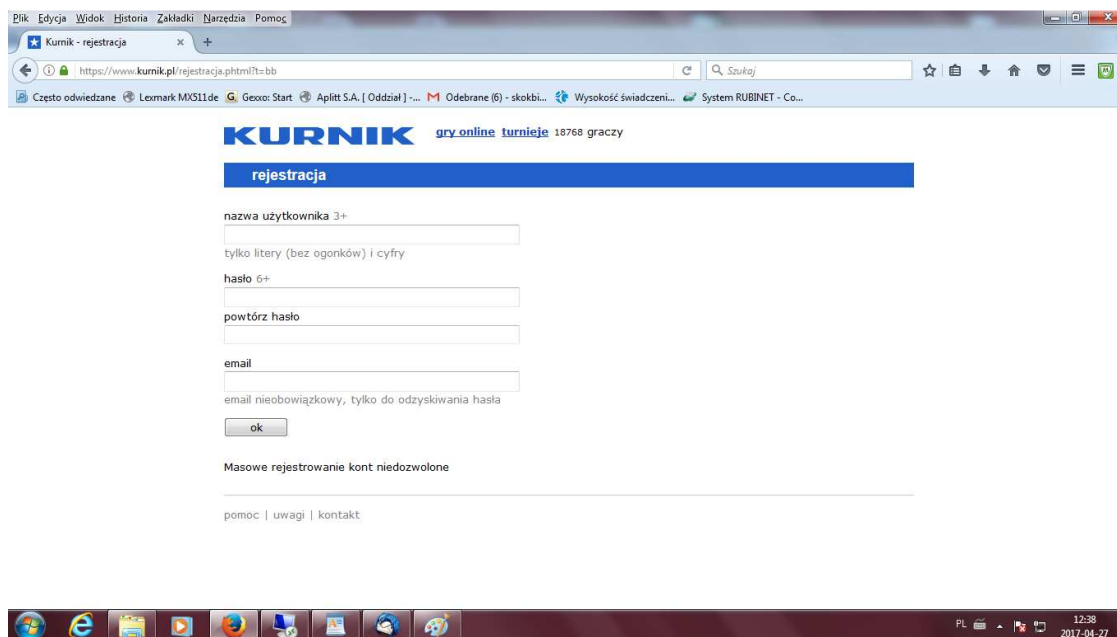 Plik Edycja Widok Historia Zakładki Narzędzia Pomoc
Kurnik - rejestracja
https://www.kurnik.pl/rejestracja.phtml?t=bb
Szukaj
Często odwiedzane Lexmark MX511de Gexxo: Start Aplitt S.A. [ Oddział ] -... Odebrane (6) - skokbi... Wysokość świadczeni... System RUBINET - Co...
KURNIK gry online turnieje 18768 graczy
rejestracja
nazwa użytkownika 3+
tylko litery (bez ogonków) i cyfry
hasło 6+
powtórz hasło
email
email nieobowiązkowy, tylko do odzyskiwania hasła
ok
Masowe rejestrowanie kont niedozwolone
pomoc | uwagi | kontakt
PL
12:38
2017-04-27